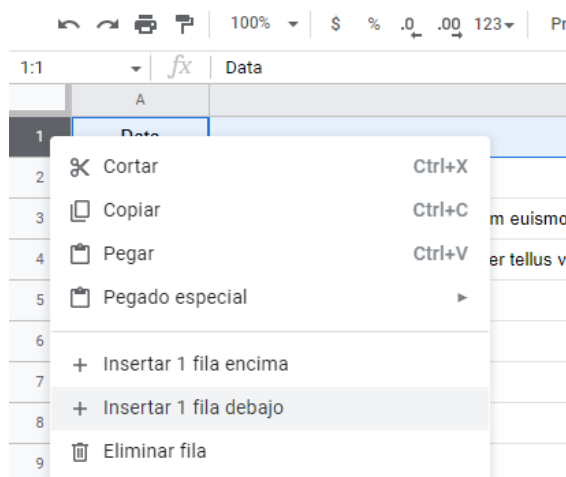 100% $ % .0 .00 123 Pr
1:1 fx Data
A
1 Data
2
Cortar Ctrl+X
3 Copiar Ctrl+C m euismo
4 Pegar Ctrl+V er tellus v
5 Pegado especial
6
Insertar 1 fila encima
7
Insertar 1 fila debajo
8
Eliminar fila
9